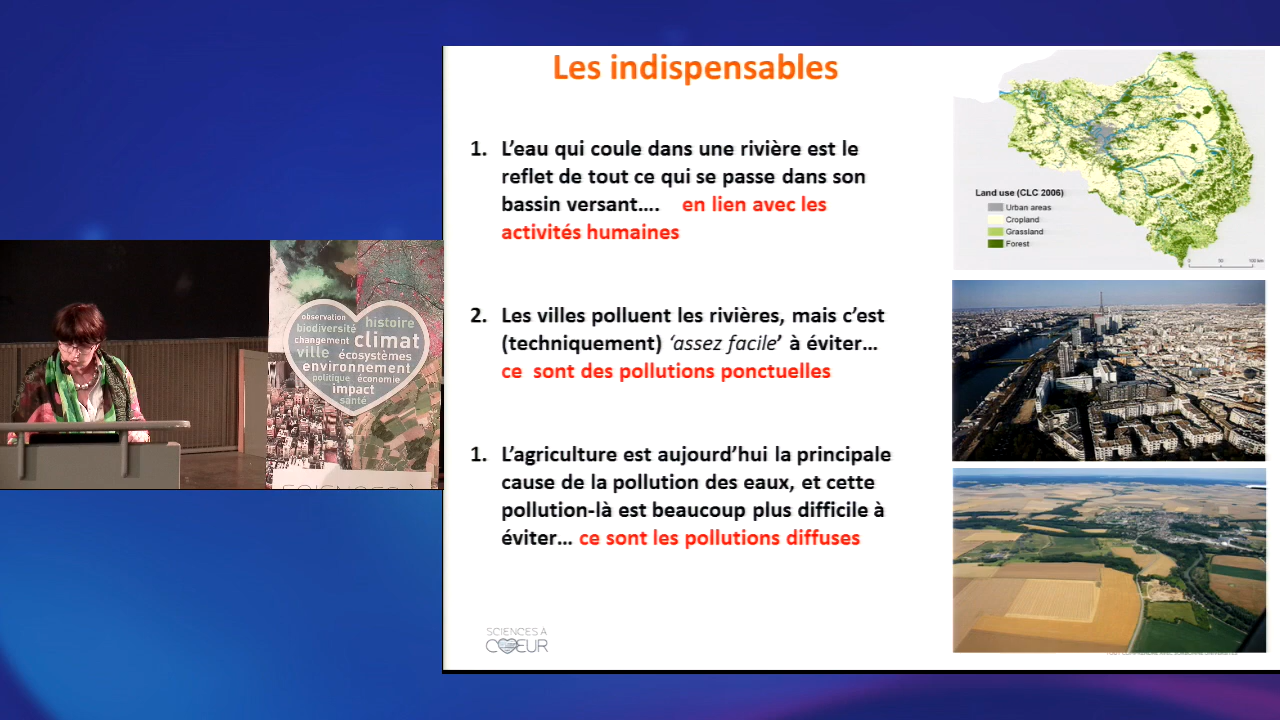 Les indispensables
1. L'eau qui coule dans une rivière est le
reflet de tout ce qui se passe dans son
bassin versant.... en lien avec les
activités humaines
2. Les villes polluent les rivières, mais c'est
(techniquement) 'assez facile' à éviter...
ce sont des pollutions ponctuelles
1. L'agriculture est aujourd'hui la principale
cause de la pollution des eaux, et cette
pollution-là est beaucoup plus difficile à
éviter... ce sont les pollutions diffuses
SCIENCES À
CŒUR
Land use (CLC 2006)
Urban areas
Cropland
Grassland
Forest
observation
biodiversité histoire
changement climat
ville écosystèmes
environnement
politique économie
impact
santé
SCIENCES À